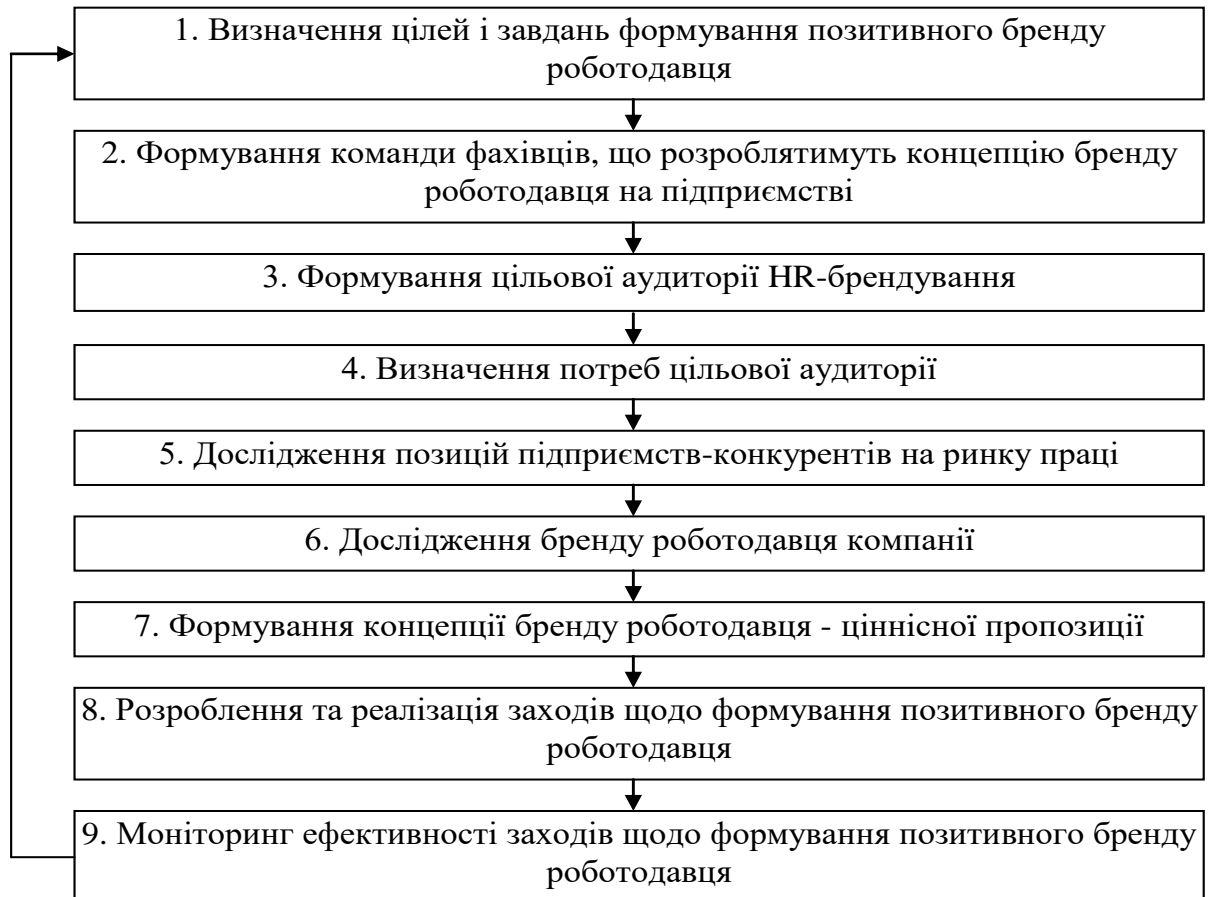 1. Визначення цілей і завдань формування позитивного бренду
роботодавця
2. Формування команди фахівців, що розроблятимуть концепцію бренду
роботодавця на підприємстві
3. Формування цільової аудиторії HR-брендування
4. Визначення потреб цільової аудиторії
5. Дослідження позицій підприємств-конкурентів на ринку праці
6. Дослідження бренду роботодавця компанії
7. Формування концепції бренду роботодавця - ціннісної пропозиції
8. Розроблення та реалізація заходів щодо формування позитивного бренду
роботодавця
9. Моніторинг ефективності заходів щодо формування позитивного бренду
роботодавця